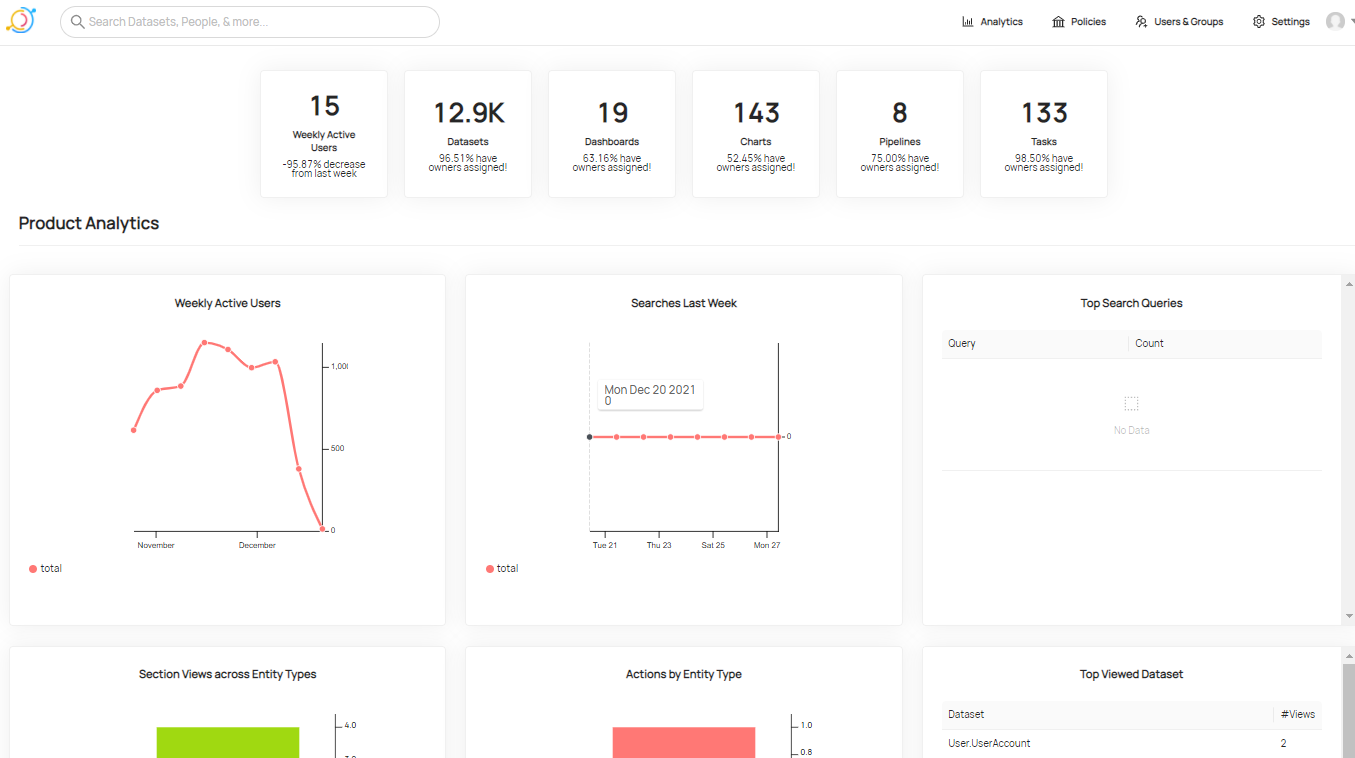 Search Datasets, People, & more...
Analytics
Policies
Users & Groups
Settings
15
Weekly Active
Users
-95.87% decrease
from last week
12.9K
Datasets
96.51% have
owners assigned!
19
Dashboards
63.16% have
owners assigned!
143
Charts
52.45% have
owners assigned!
8
Pipelines
75.00% have
owners assigned!
133
Tasks
98.50% have
owners assigned!
Product Analytics
Weekly Active Users
1,00
500
0
November
December
total
Searches Last Week
Mon Dec 20 2021
0
0
Tue 21
Thu 23
Sat 25
Mon 27
total
Top Search Queries
Query
Count
No Data
Section Views across Entity Types
4.0
Actions by Entity Type
1.0
0.8
Top Viewed Dataset
Dataset
#Views
User.UserAccount
2